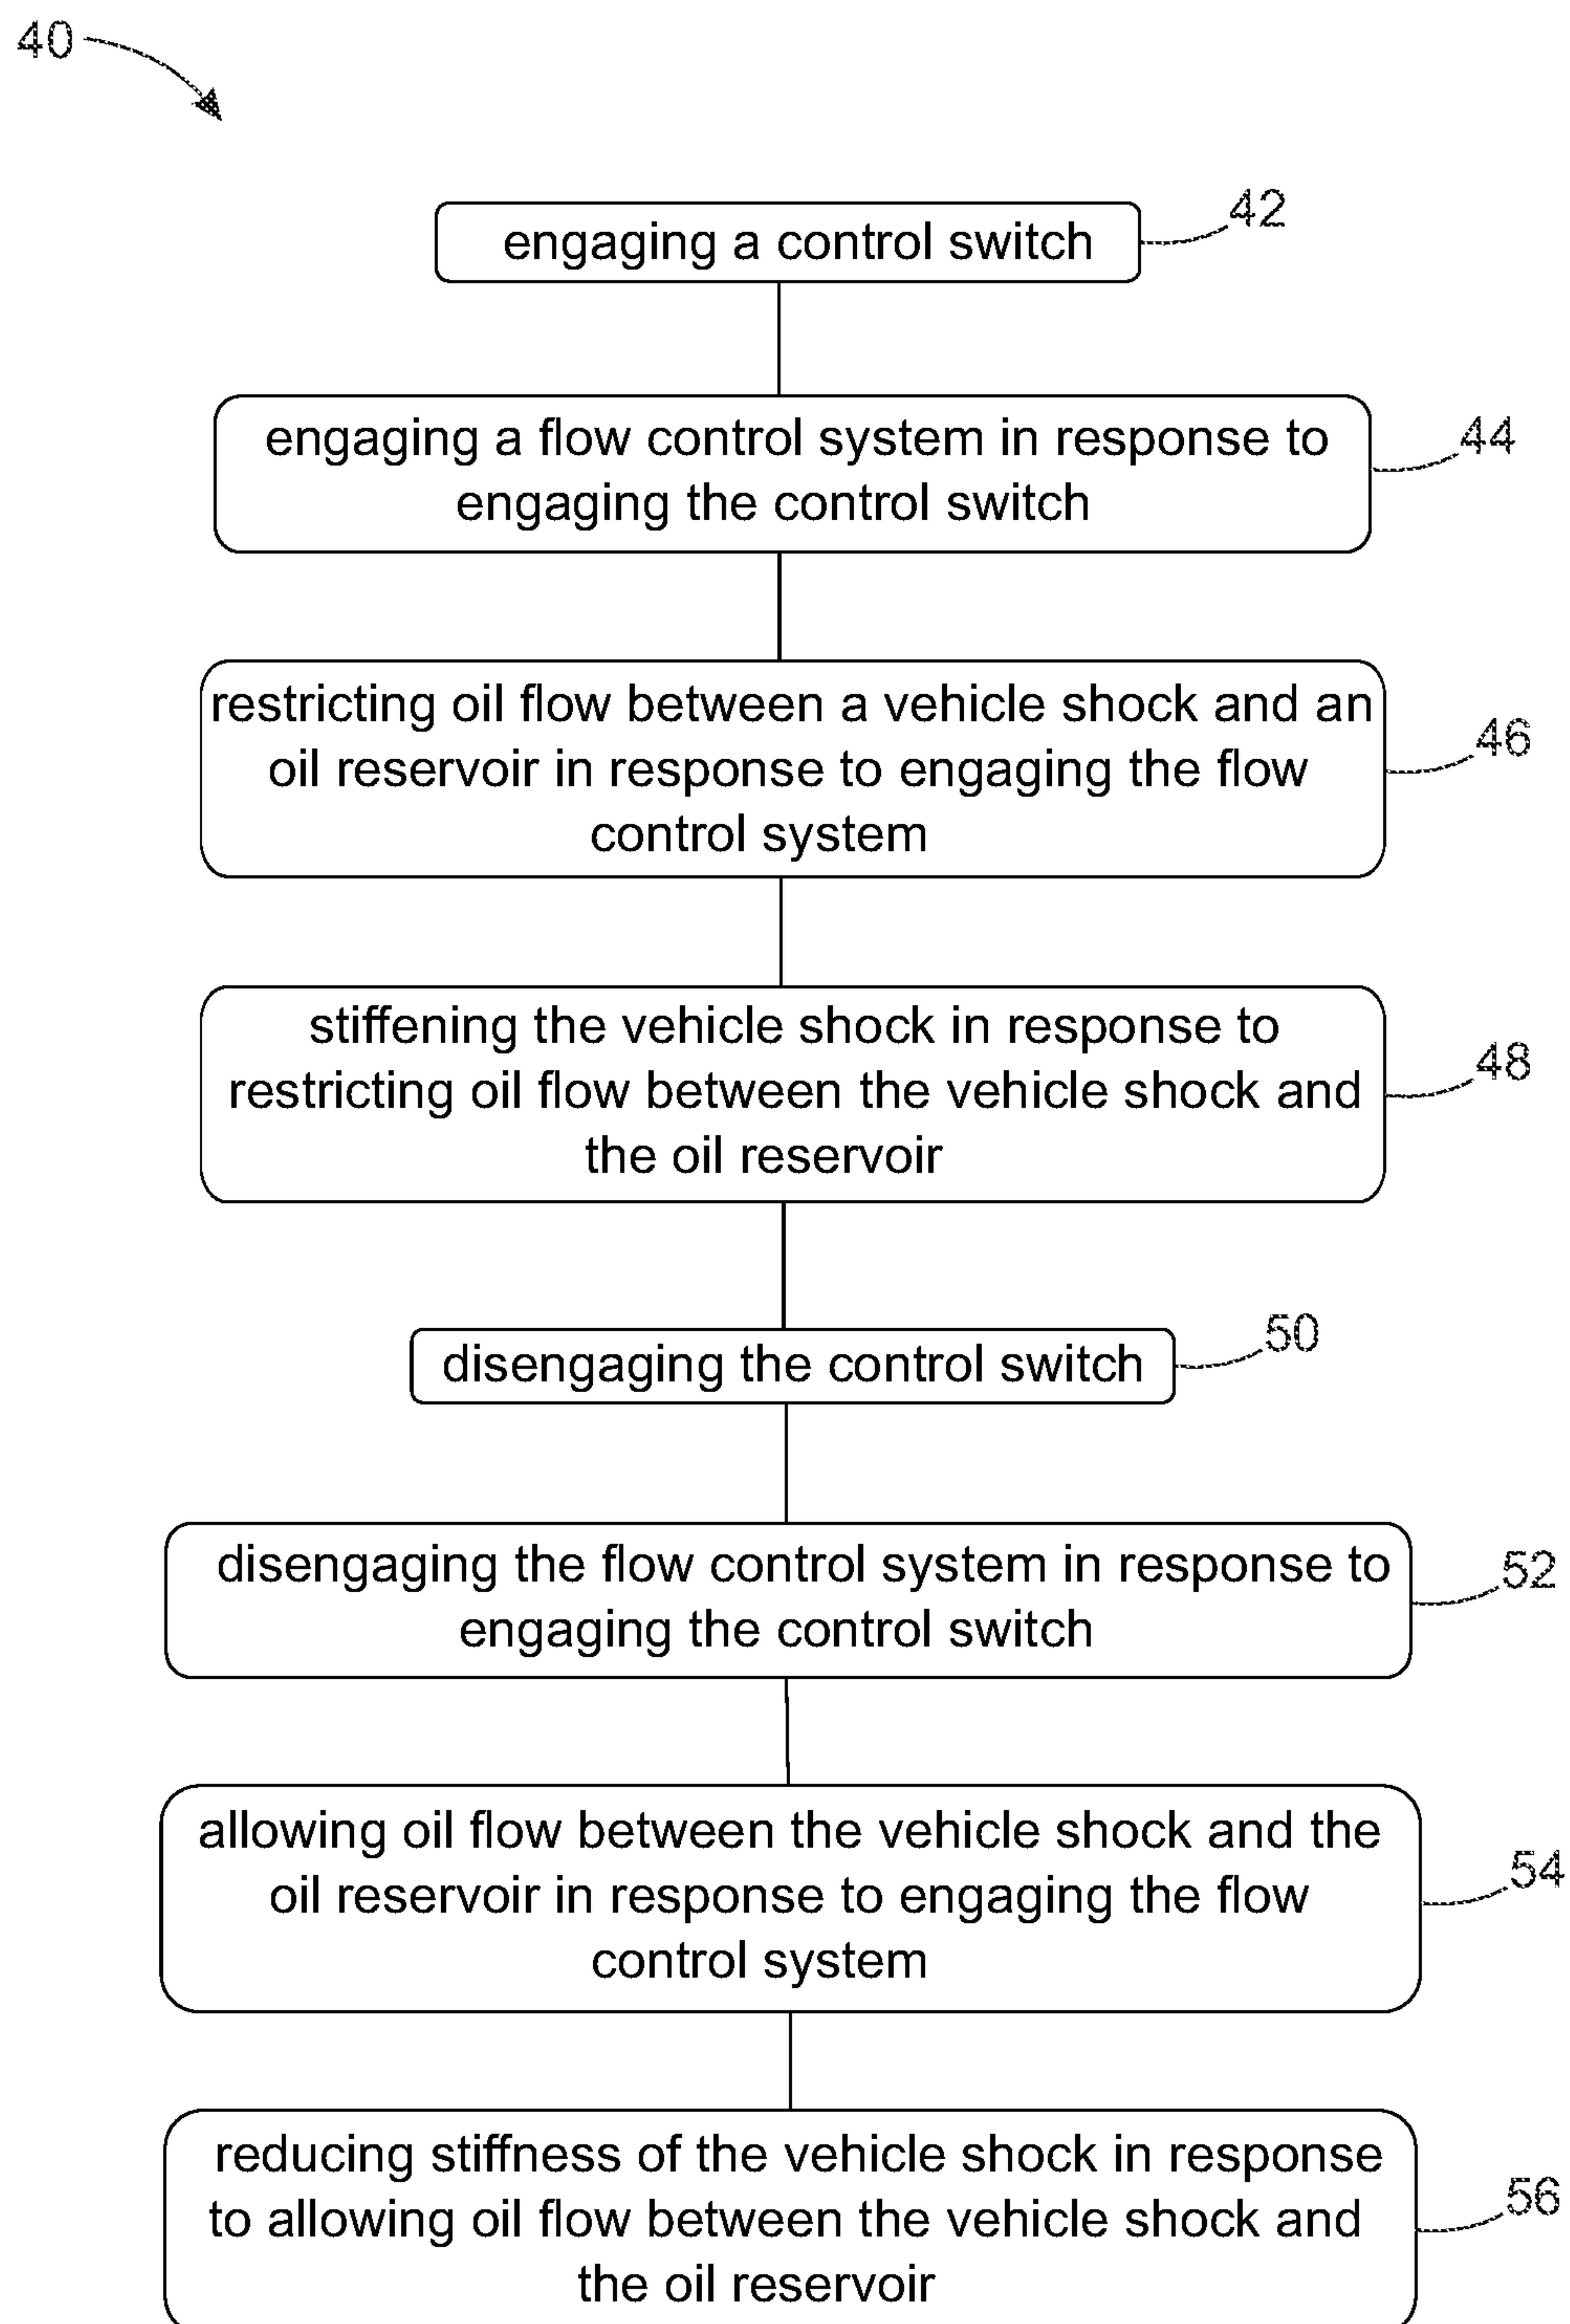 40
engaging a control switch
42
engaging a flow control system in response to
engaging the control switch
44
restricting oil flow between a vehicle shock and an
oil reservoir in response to engaging the flow
control system
46
stiffening the vehicle shock in response to
restricting oil flow between the vehicle shock and
the oil reservoir
48
disengaging the control switch
50
disengaging the flow control system in response to
engaging the control switch
52
allowing oil flow between the vehicle shock and the
oil reservoir in response to engaging the flow
control system
54
reducing stiffness of the vehicle shock in response
to allowing oil flow between the vehicle shock and
the oil reservoir
56